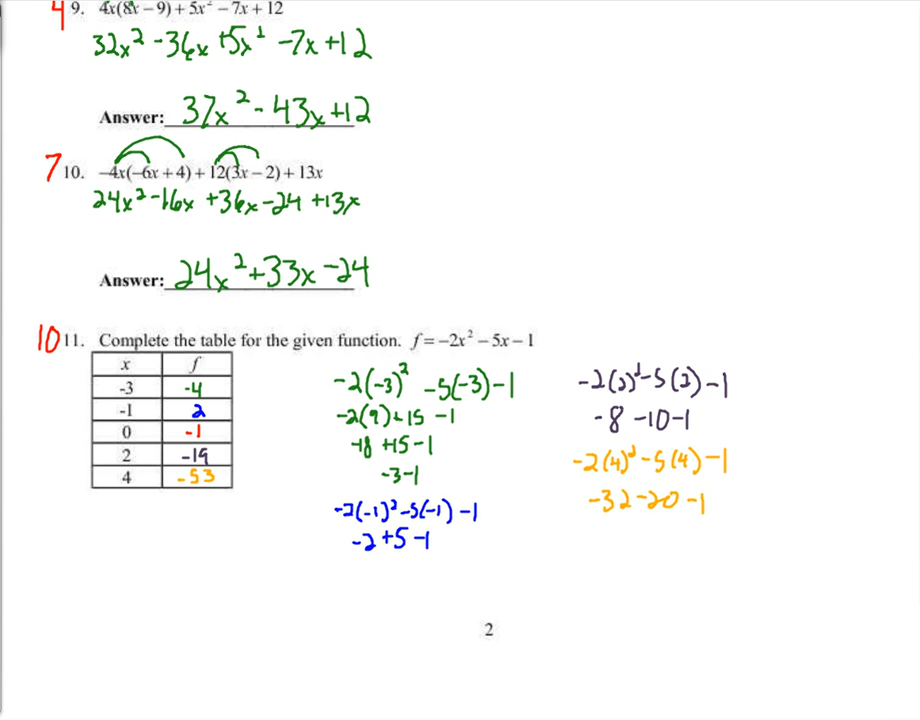 4 9. 4x(8x – 9) + 5x² – 7x + 12
32x² -36x +5x² -7x +12
Answer: 37x² - 43x +12
7 10. –4x(–6x + 4) + 12(3x – 2) + 13x
24x² -16x +36x -24 +13x
Answer: 24x² +33x -24
10 11. Complete the table for the given function. f = –2x² – 5x – 1
x f
-3 -4
-1 2
0 -1
2 -19
4 -53
-2(-3)² -5(-3) -1
-2(9) +15 -1
-18 +15 -1
-3 -1
-2(-1)² -5(-1) -1
-2 +5 -1
-2(2)² -5(2) -1
-8 -10 -1
-2(4)² -5(4) -1
-32 -20 -1
2